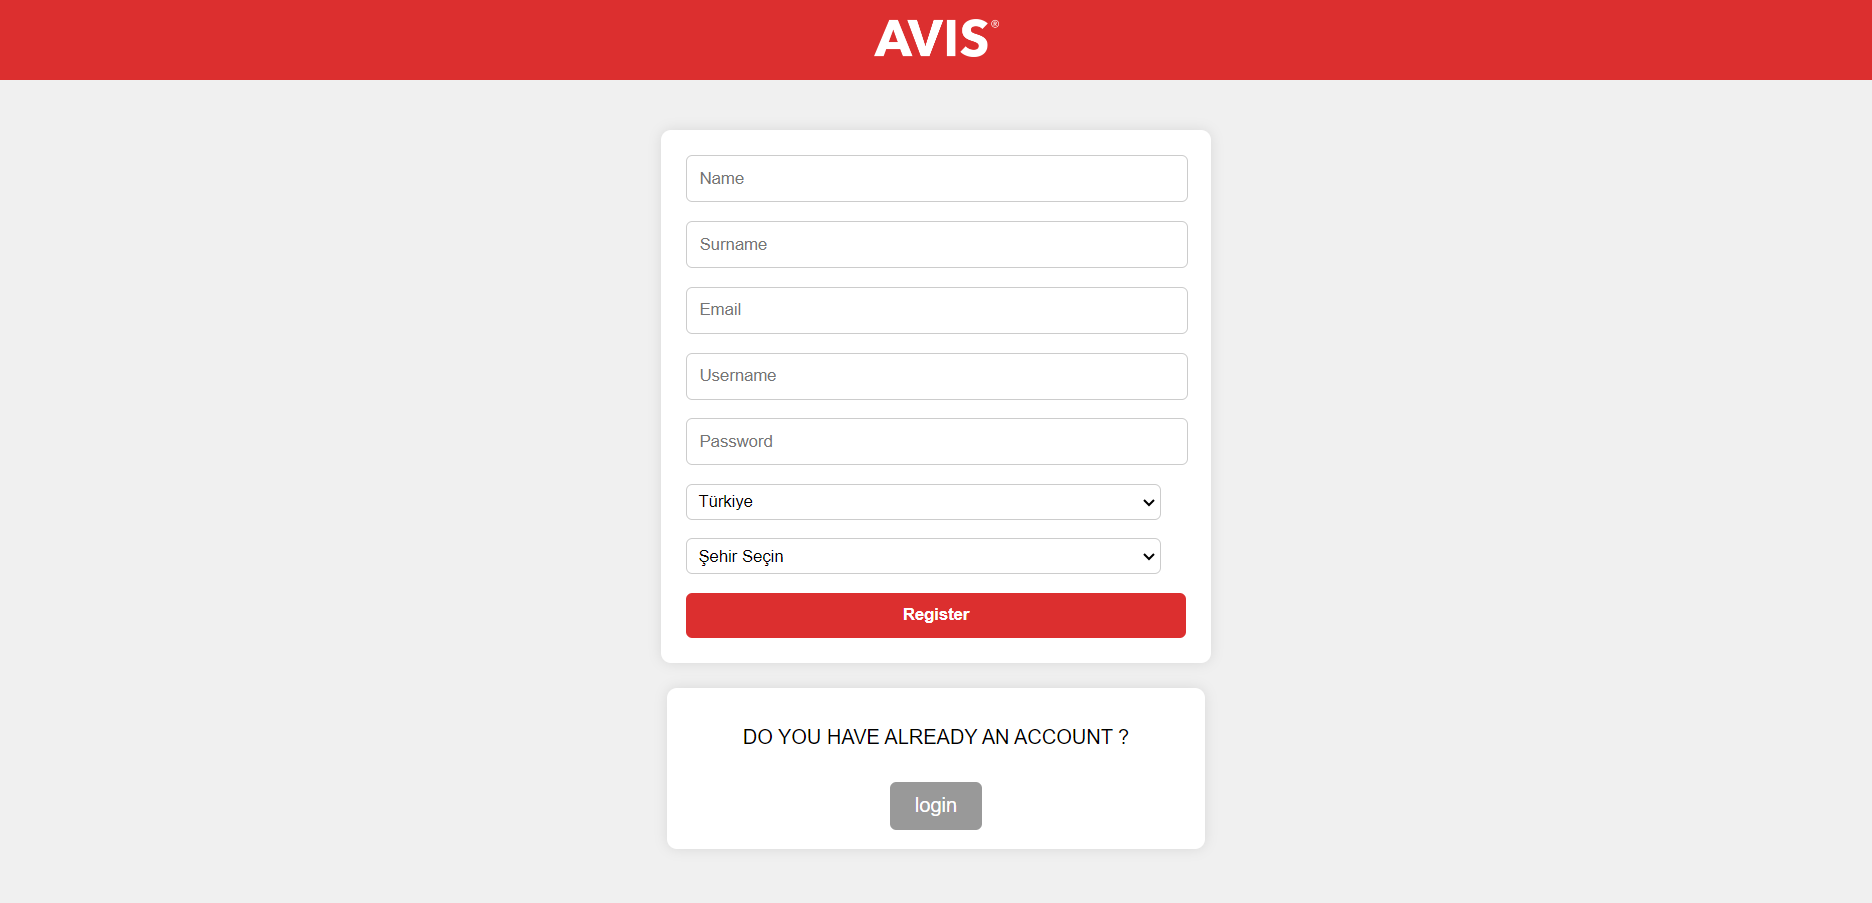 AVIS®
Name
Surname
Email
Username
Password
Türkiye
Şehir Seçin
Register
DO YOU HAVE ALREADY AN ACCOUNT ?
login